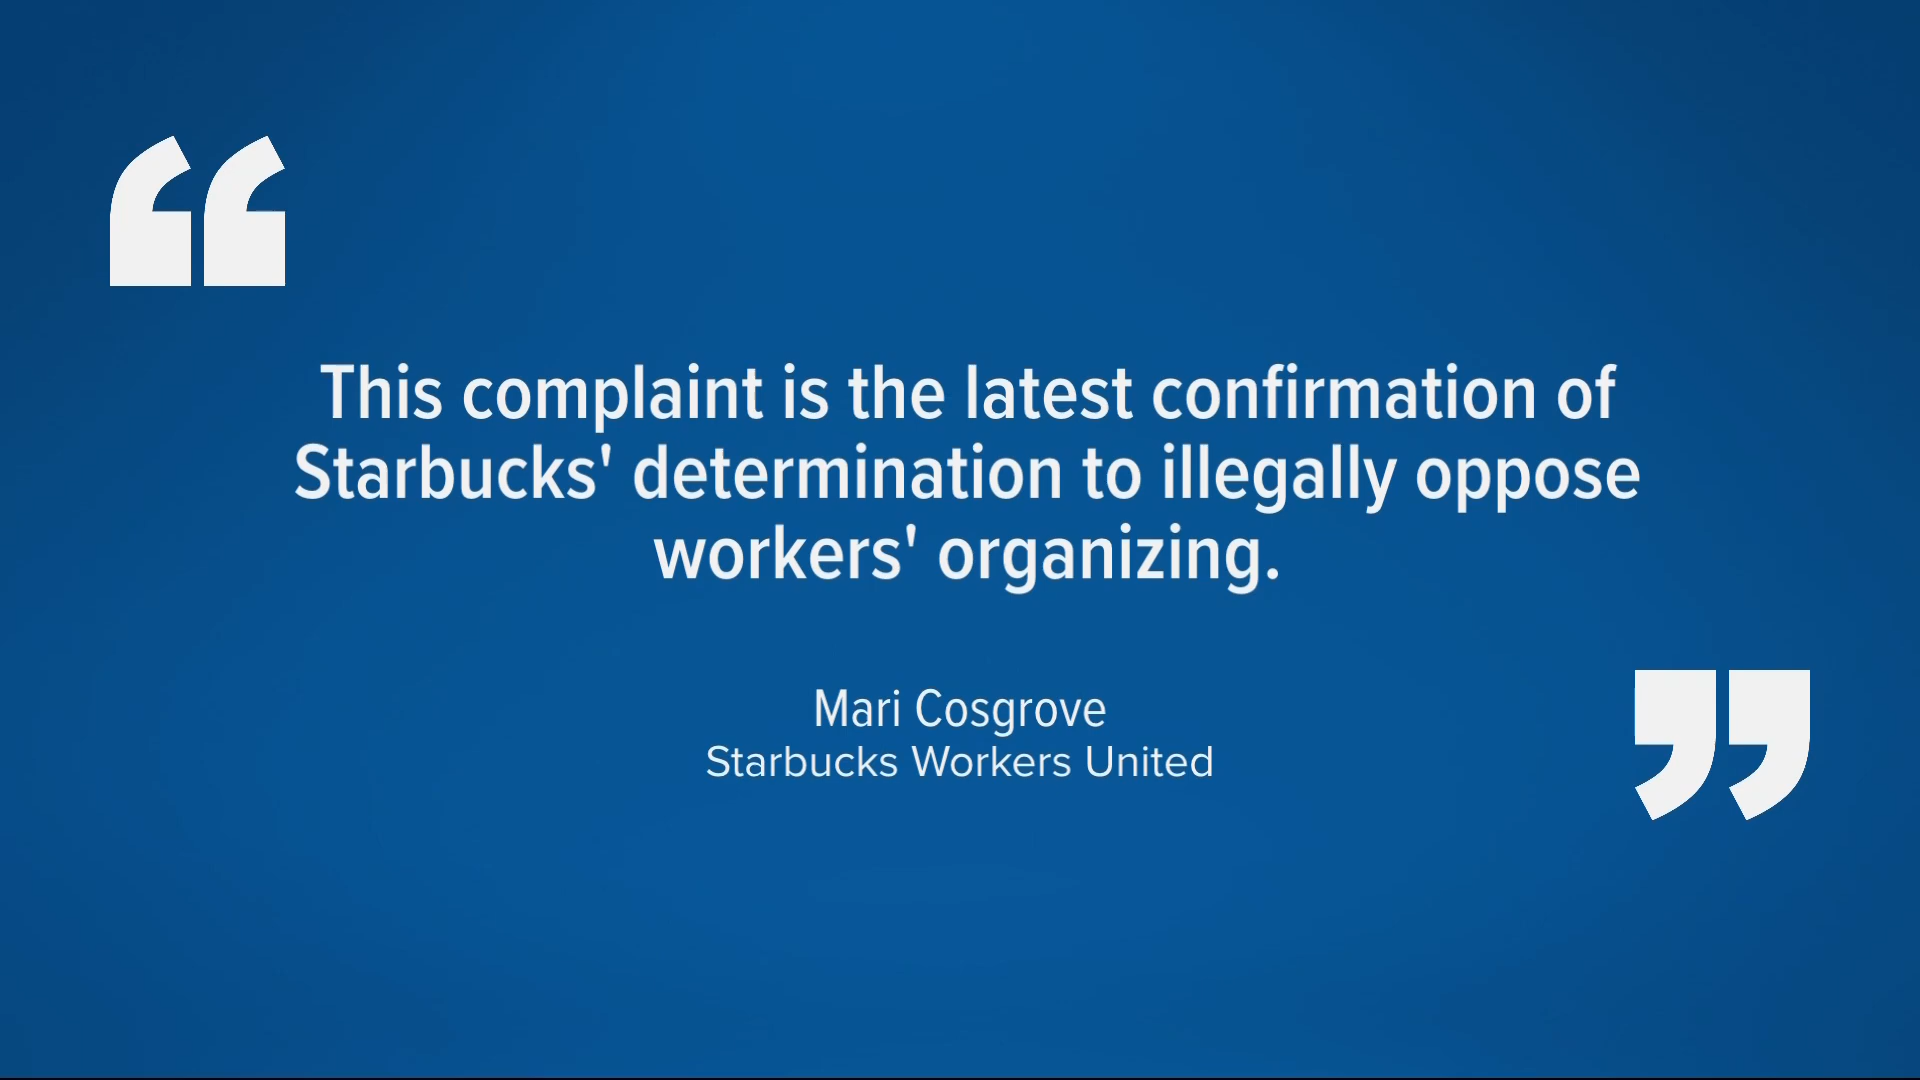 “
This complaint is the latest confirmation of
Starbucks' determination to illegally oppose
workers' organizing.
Mari Cosgrove
Starbucks Workers United
”